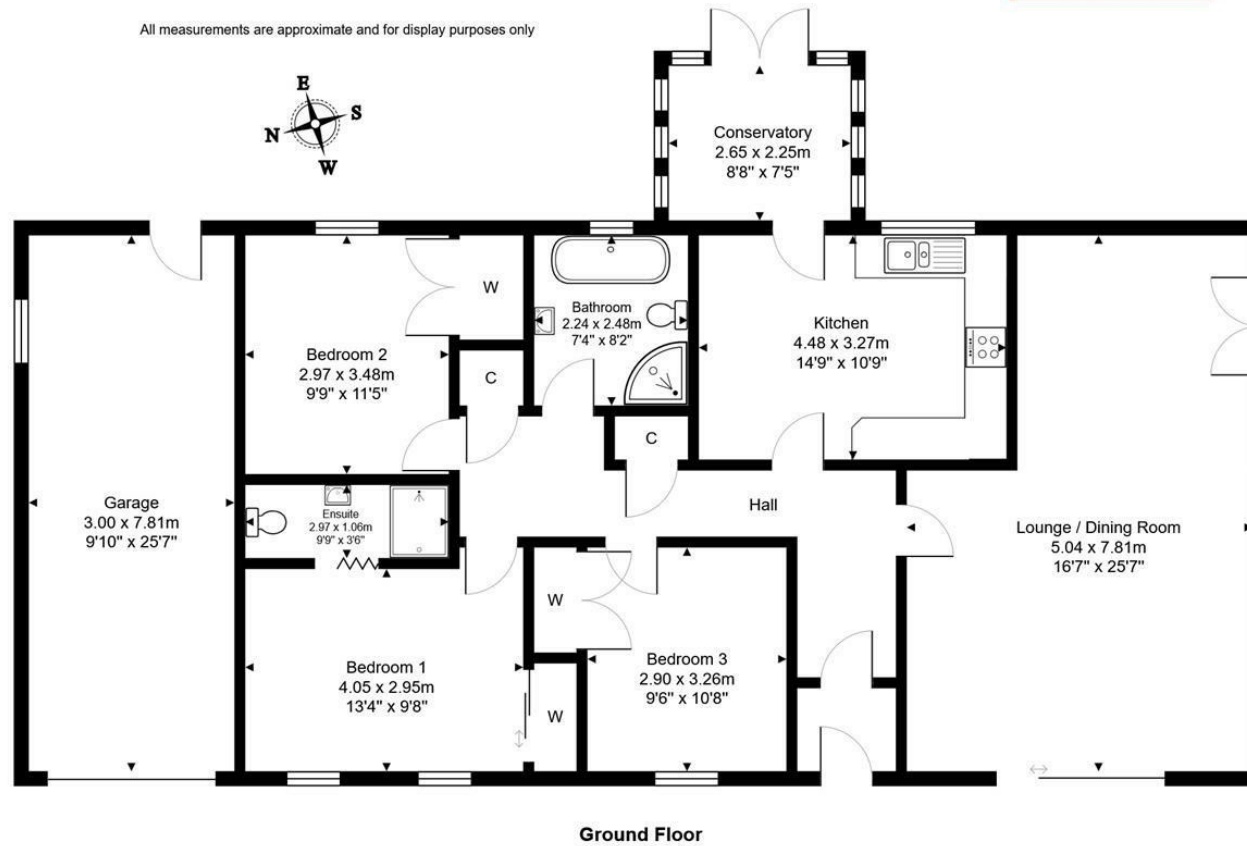 All measurements are approximate and for display purposes only
E
S
N
W
Conservatory
2.65 x 2.25m
8'8" x 7'5"
W
Bathroom
2.24 x 2.48m
7'4" x 8'2"
Kitchen
4.48 x 3.27m
14'9" x 10'9"
Bedroom 2
2.97 x 3.48m
9'9" x 11'5"
C
C
Garage
3.00 x 7.81m
9'10" x 25'7"
Ensuite
2.97 x 1.06m
9'9" x 3'6"
Hall
Lounge / Dining Room
5.04 x 7.81m
16'7" x 25'7"
W
Bedroom 1
4.05 x 2.95m
13'4" x 9'8"
Bedroom 3
2.90 x 3.26m
9'6" x 10'8"
W
Ground Floor